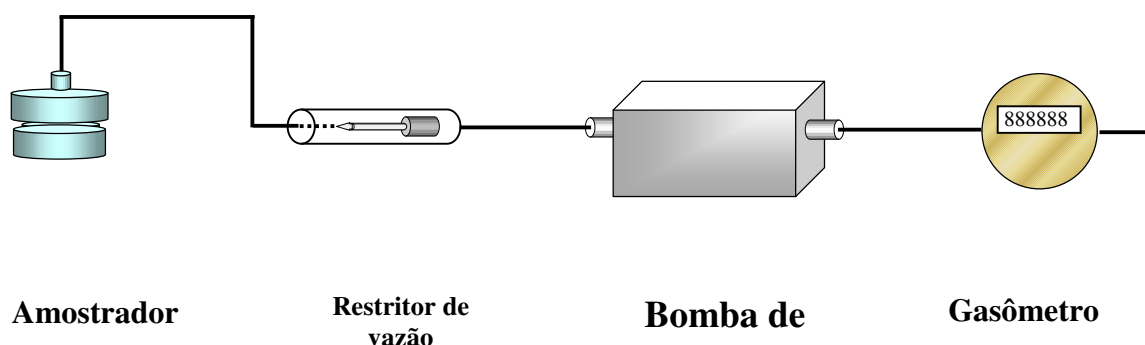 888888
Amostrador
Restritor de
vazão
Bomba de
Gasômetro